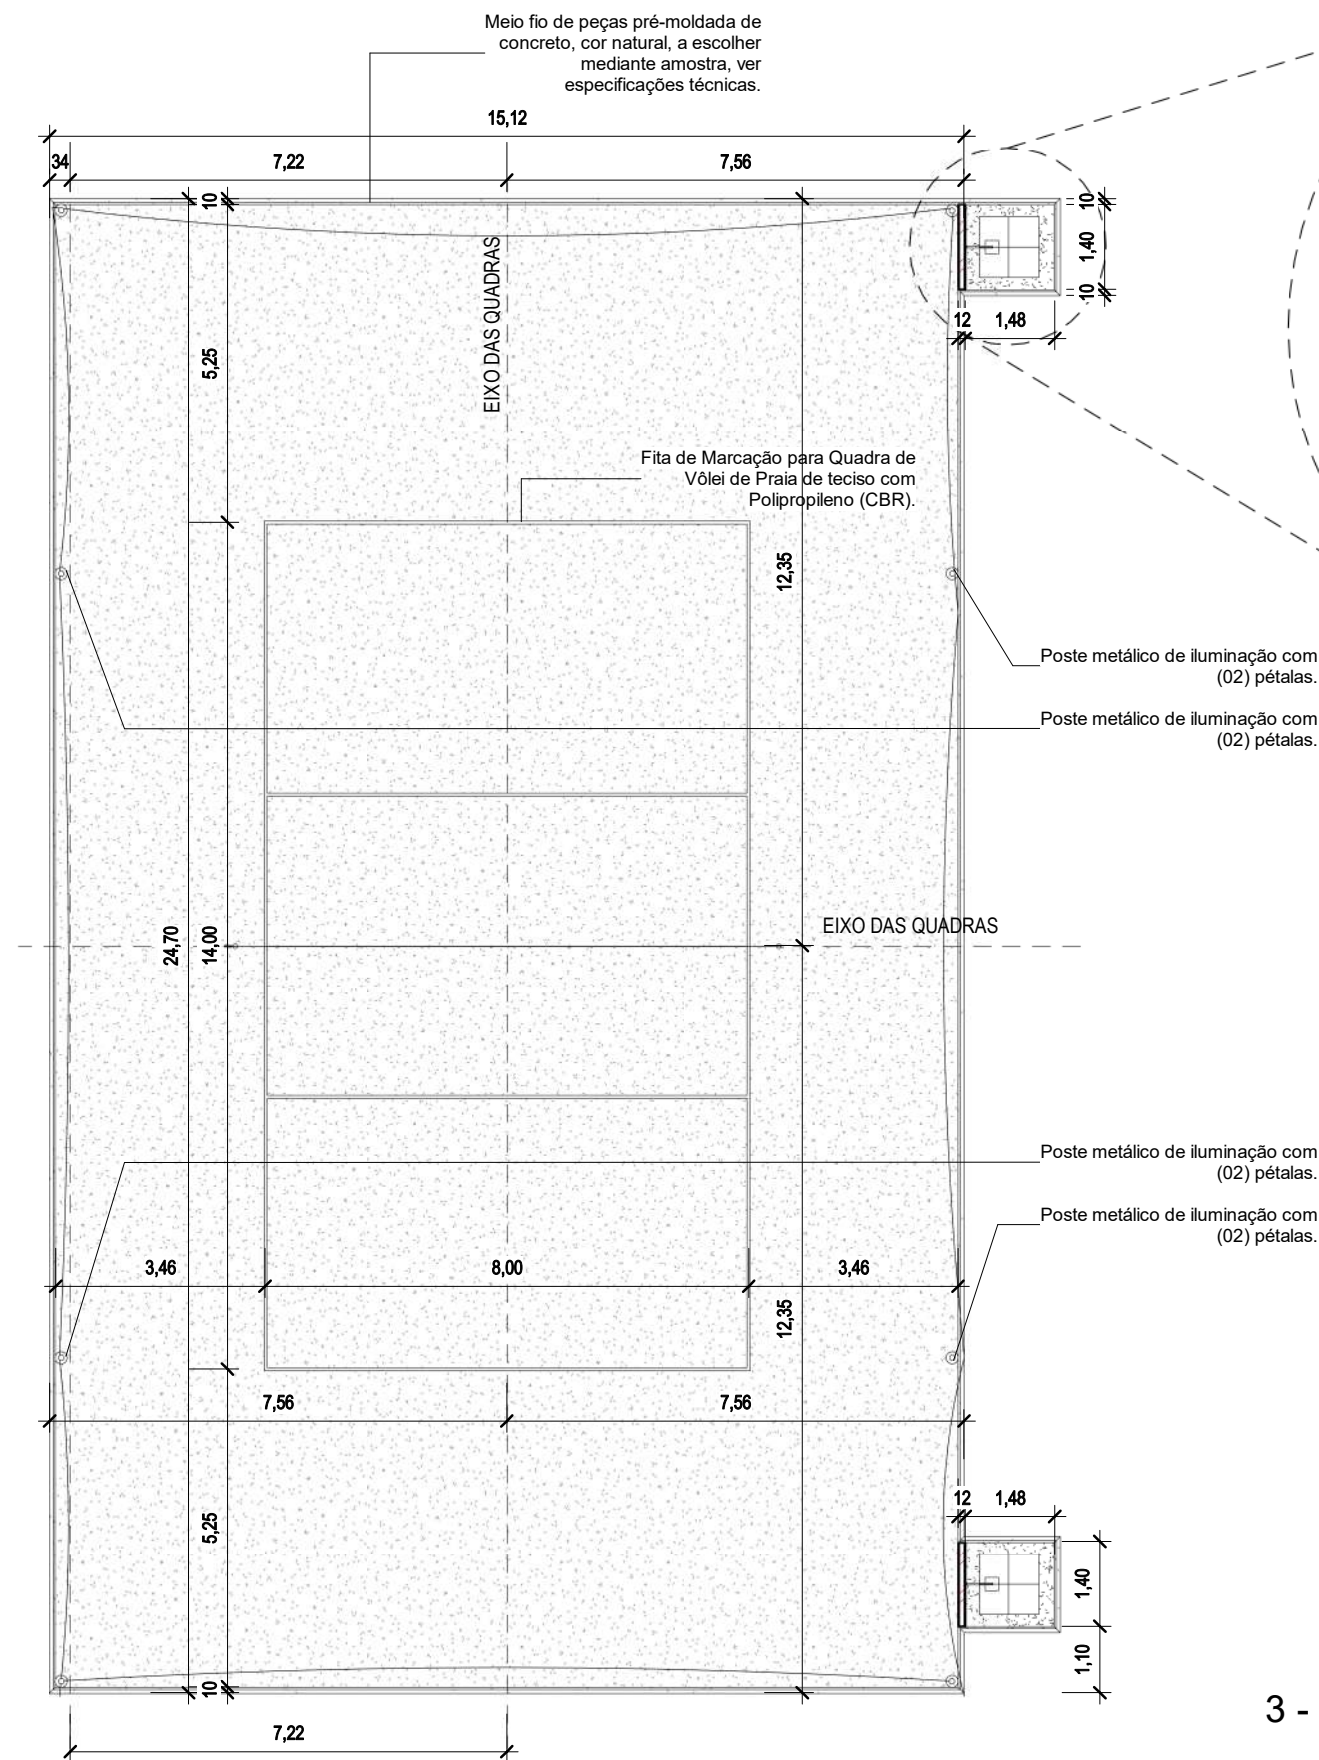 Meio fio de peças pré-moldada de
concreto, cor natural, a escolher
mediante amostra, ver
especificações técnicas.
15,12
34
7,22
7,56
10
10
1,40
10
12
1,48
EIXO DAS QUADRAS
5,25
Fita de Marcação para Quadra de
Vôlei de Praia de teciso com
Polipropileno (CBR).
12,35
Poste metálico de iluminação com
(02) pétalas.
Poste metálico de iluminação com
(02) pétalas.
EIXO DAS QUADRAS
24,70
14,00
Poste metálico de iluminação com
(02) pétalas.
Poste metálico de iluminação com
(02) pétalas.
3,46
8,00
3,46
12,35
7,56
7,56
12
1,48
5,25
1,40
1,10
10
7,22
3 -